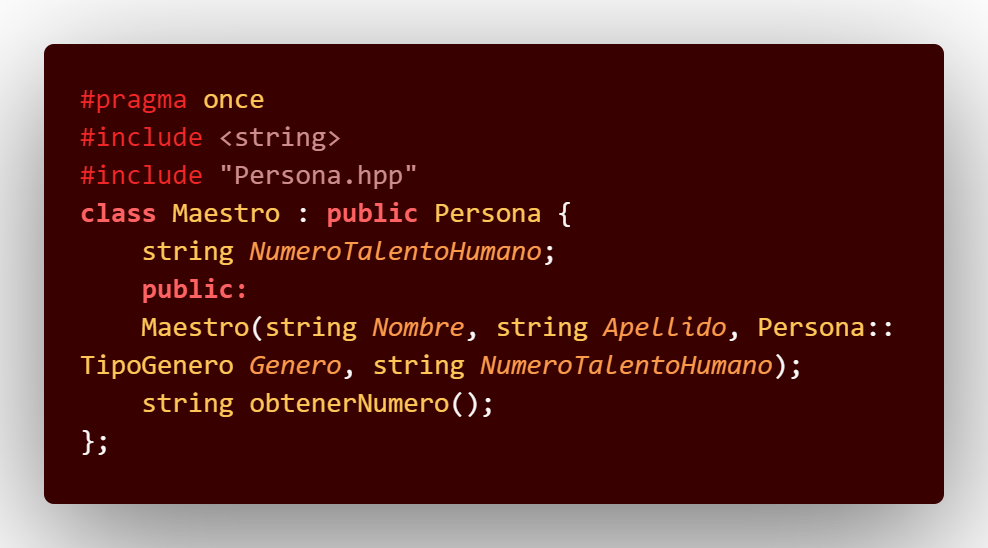 #pragma once
#include <string>
#include "Persona.hpp"
class Maestro : public Persona {
    string NumeroTalentoHumano;
    public:
    Maestro(string Nombre, string Apellido, Persona::
TipoGenero Genero, string NumeroTalentoHumano);
    string obtenerNumero();
};